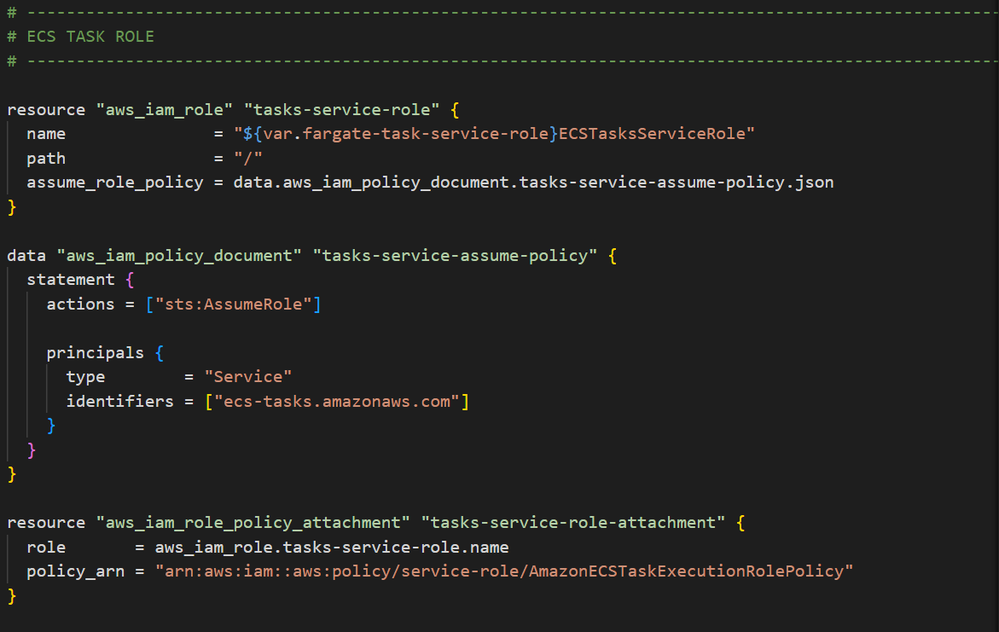 # ----------------------------------------------------------------------------------------------------
# ECS TASK ROLE
# ----------------------------------------------------------------------------------------------------
resource "aws_iam_role" "tasks-service-role" {
  name               = "${var.fargate-task-service-role}ECSTasksServiceRole"
  path               = "/"
  assume_role_policy = data.aws_iam_policy_document.tasks-service-assume-policy.json
}
data "aws_iam_policy_document" "tasks-service-assume-policy" {
  statement {
    actions = ["sts:AssumeRole"]
    principals {
      type        = "Service"
      identifiers = ["ecs-tasks.amazonaws.com"]
    }
  }
}
resource "aws_iam_role_policy_attachment" "tasks-service-role-attachment" {
  role       = aws_iam_role.tasks-service-role.name
  policy_arn = "arn:aws:iam::aws:policy/service-role/AmazonECSTaskExecutionRolePolicy"
}